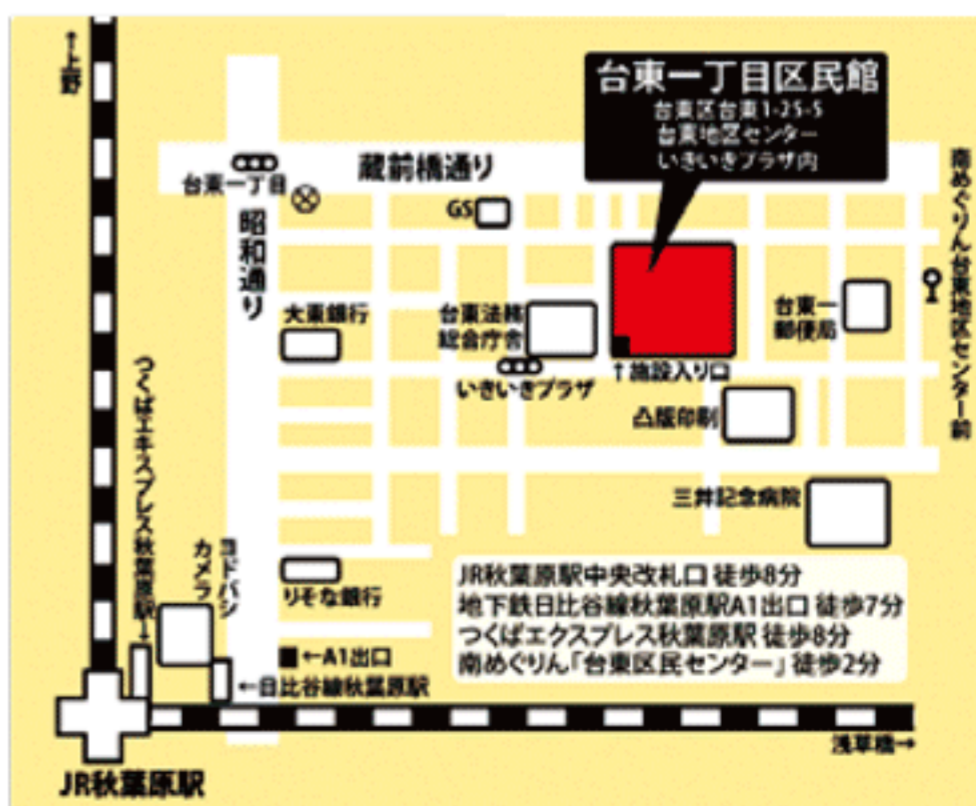 ↑上野
台東一丁目区民館
台東区台東1-25-5
台東地区センター
いきいきプラザ内
蔵前橋通り
台東一丁目
GS
昭和通り
南めぐりん台東地区センター前
大東銀行
台東法務
総合庁舎
台東一
郵便局
いきいきプラザ
↑施設入り口
凸版印刷
つくばエキスプレス秋葉原駅→
三井記念病院
ヨドバシ
カメラ
りそな銀行
JR秋葉原駅中央改札口 徒歩8分
地下鉄日比谷線秋葉原駅A1出口 徒歩7分
つくばエクスプレス秋葉原駅 徒歩8分
南めぐりん「台東区民センター」徒歩2分
←A1出口
←日比谷線秋葉原駅
浅草橋→
JR秋葉原駅